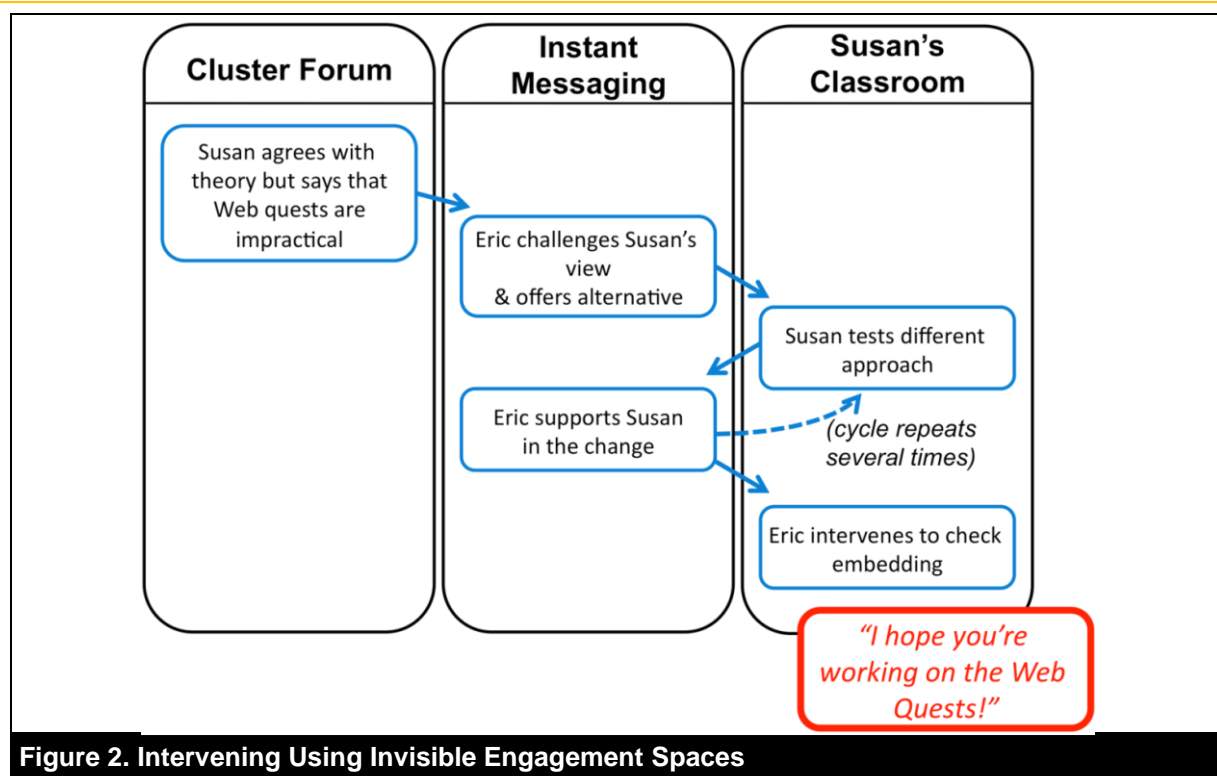 Cluster Forum
Instant
Messaging
Susan’s
Classroom
Susan agrees with
theory but says that
Web quests are
impractical
Eric challenges Susan’s
view
& offers alternative
Susan tests different
approach
Eric supports Susan
in the change
(cycle repeats
several times)
Eric intervenes to check
embedding
“I hope you’re
working on the Web
Quests!”
Figure 2. Intervening Using Invisible Engagement Spaces